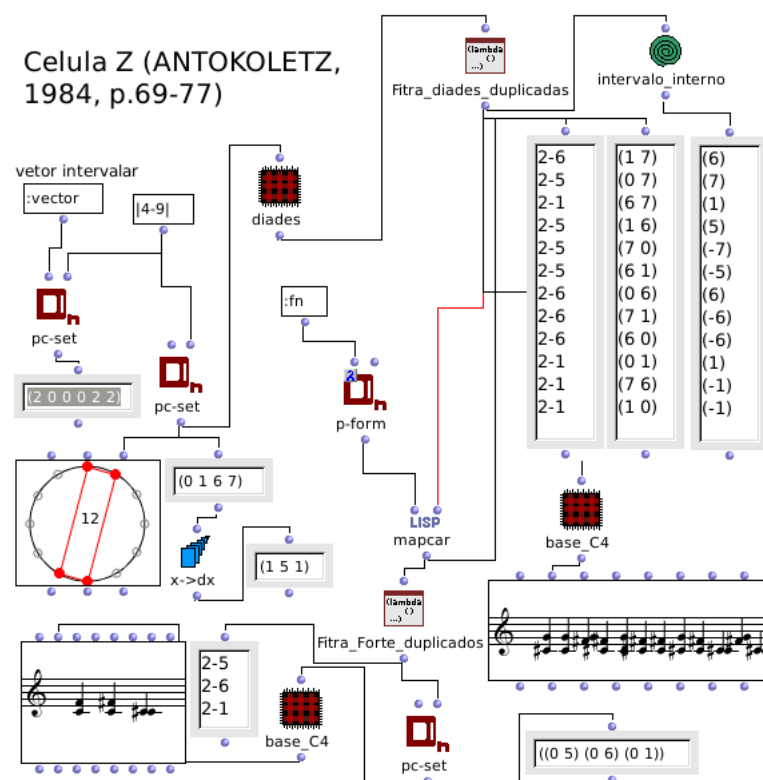 Celula Z (ANTOKOLETZ,
1984, p.69-77)
(lambda
()
...)
Fitra_diades_duplicadas
intervalo_interno
vetor intervalar
:vector
|4-9|
diades
2-6
2-5
2-1
2-5
2-5
2-5
2-6
2-6
2-6
2-1
2-1
2-1
(1 7)
(0 7)
(6 7)
(1 6)
(7 0)
(6 1)
(0 6)
(7 1)
(6 0)
(0 1)
(7 6)
(1 0)
(6)
(7)
(1)
(5)
(-7)
(-5)
(6)
(-6)
(-6)
(1)
(-1)
(-1)
:fn
pc-set
pc-set
(2 0 0 0 2 2)
p-form
12
(0 1 6 7)
x->dx
(1 5 1)
LISP
mapcar
base_C4
(lambda
()
...)
Fitra_Forte_duplicados
2-5
2-6
2-1
base_C4
pc-set
((0 5) (0 6) (0 1))